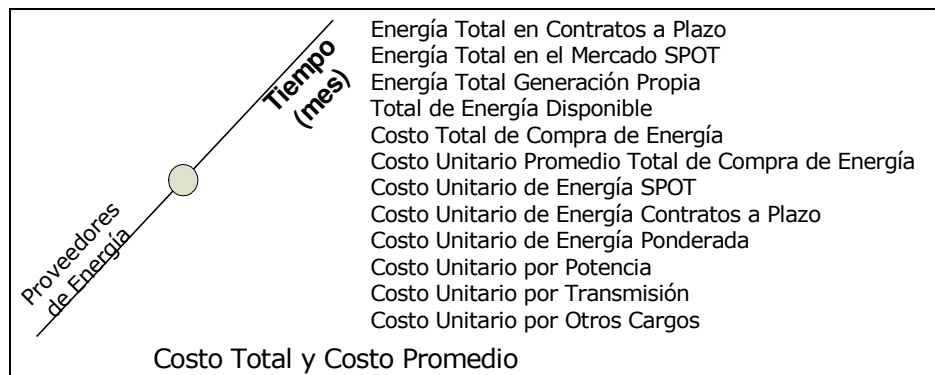 Tiempo
(mes)
Proveedores
de Energía
Energía Total en Contratos a Plazo
Energía Total en el Mercado SPOT
Energía Total Generación Propia
Total de Energía Disponible
Costo Total de Compra de Energía
Costo Unitario Promedio Total de Compra de Energía
Costo Unitario de Energía SPOT
Costo Unitario de Energía Contratos a Plazo
Costo Unitario de Energía Ponderada
Costo Unitario por Potencia
Costo Unitario por Transmisión
Costo Unitario por Otros Cargos
Costo Total y Costo Promedio